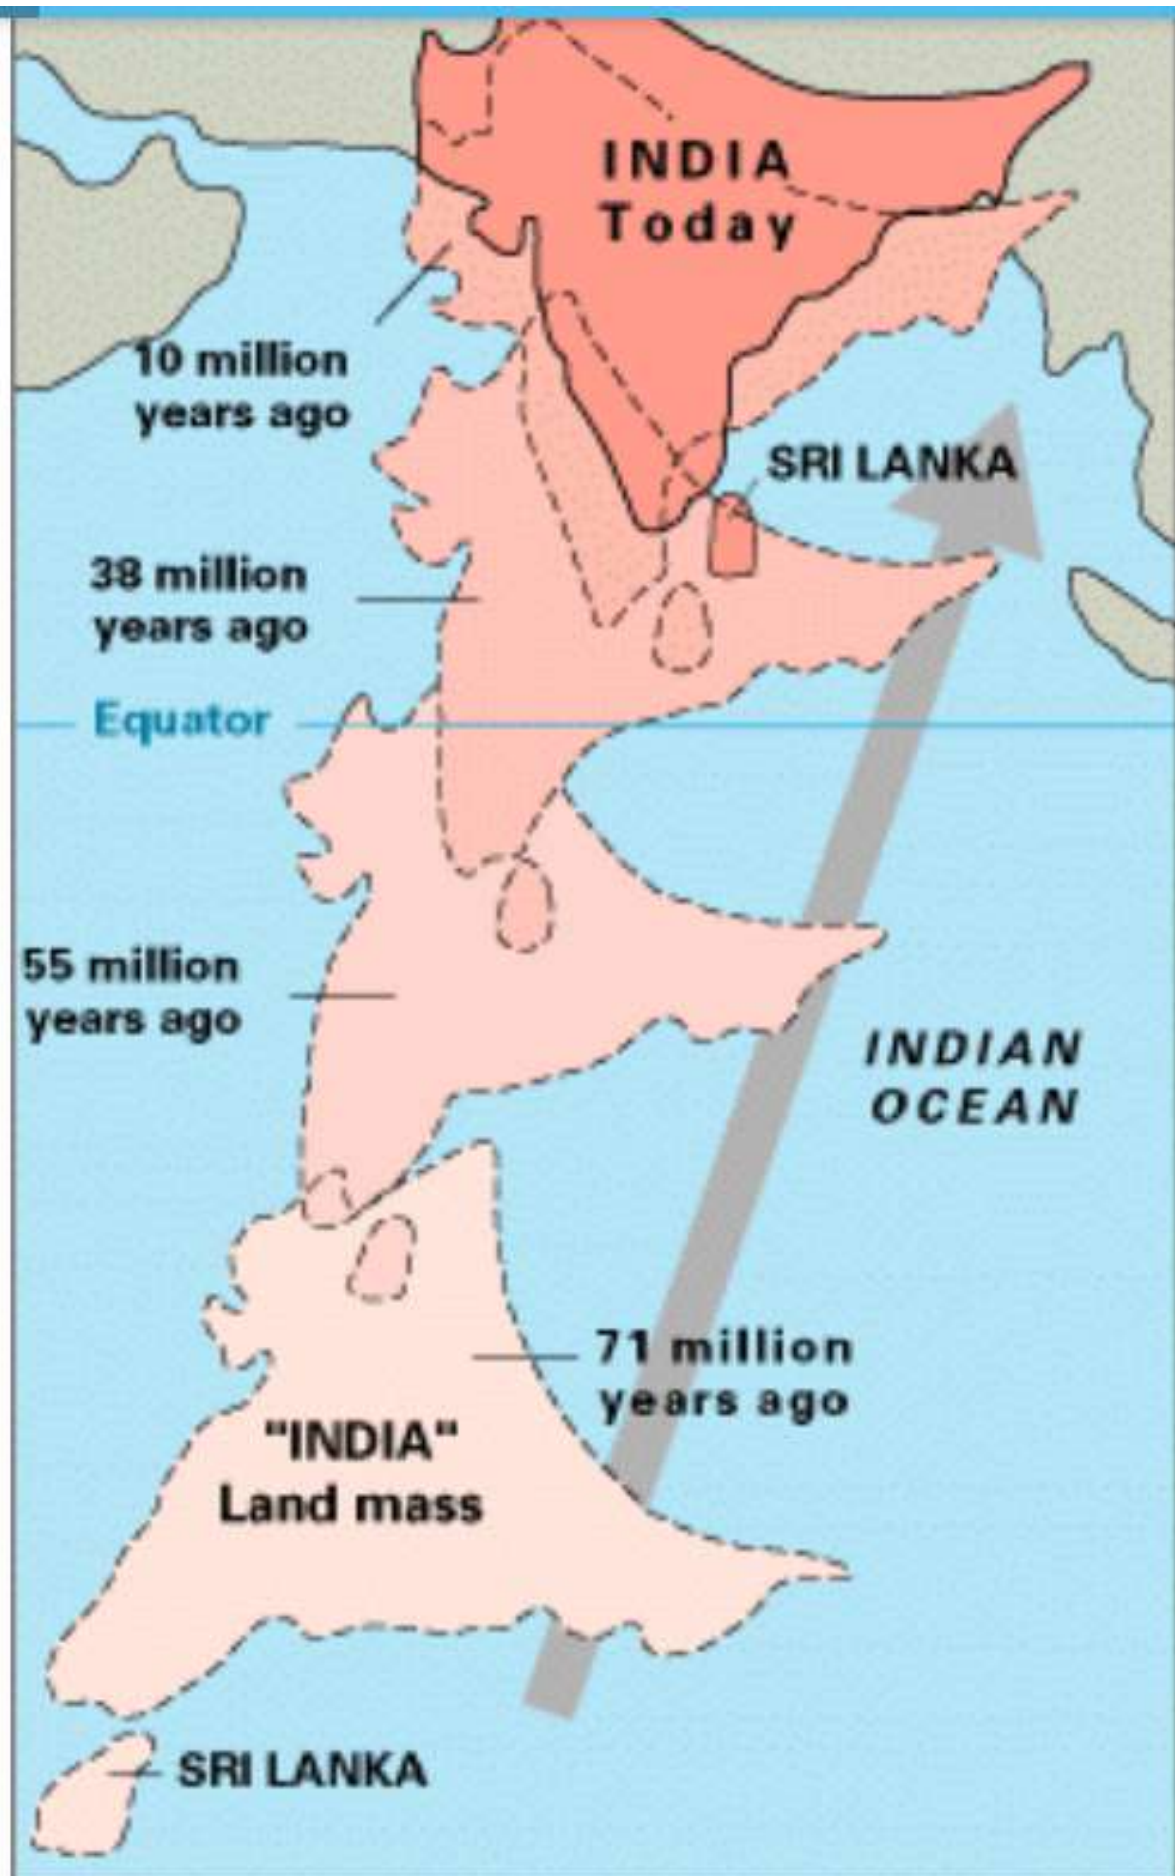 INDIA
Today
10 million
years ago
SRI LANKA
38 million
years ago
Equator
55 million
years ago
INDIAN
OCEAN
71 million
years ago
"INDIA"
Land mass
SRI LANKA